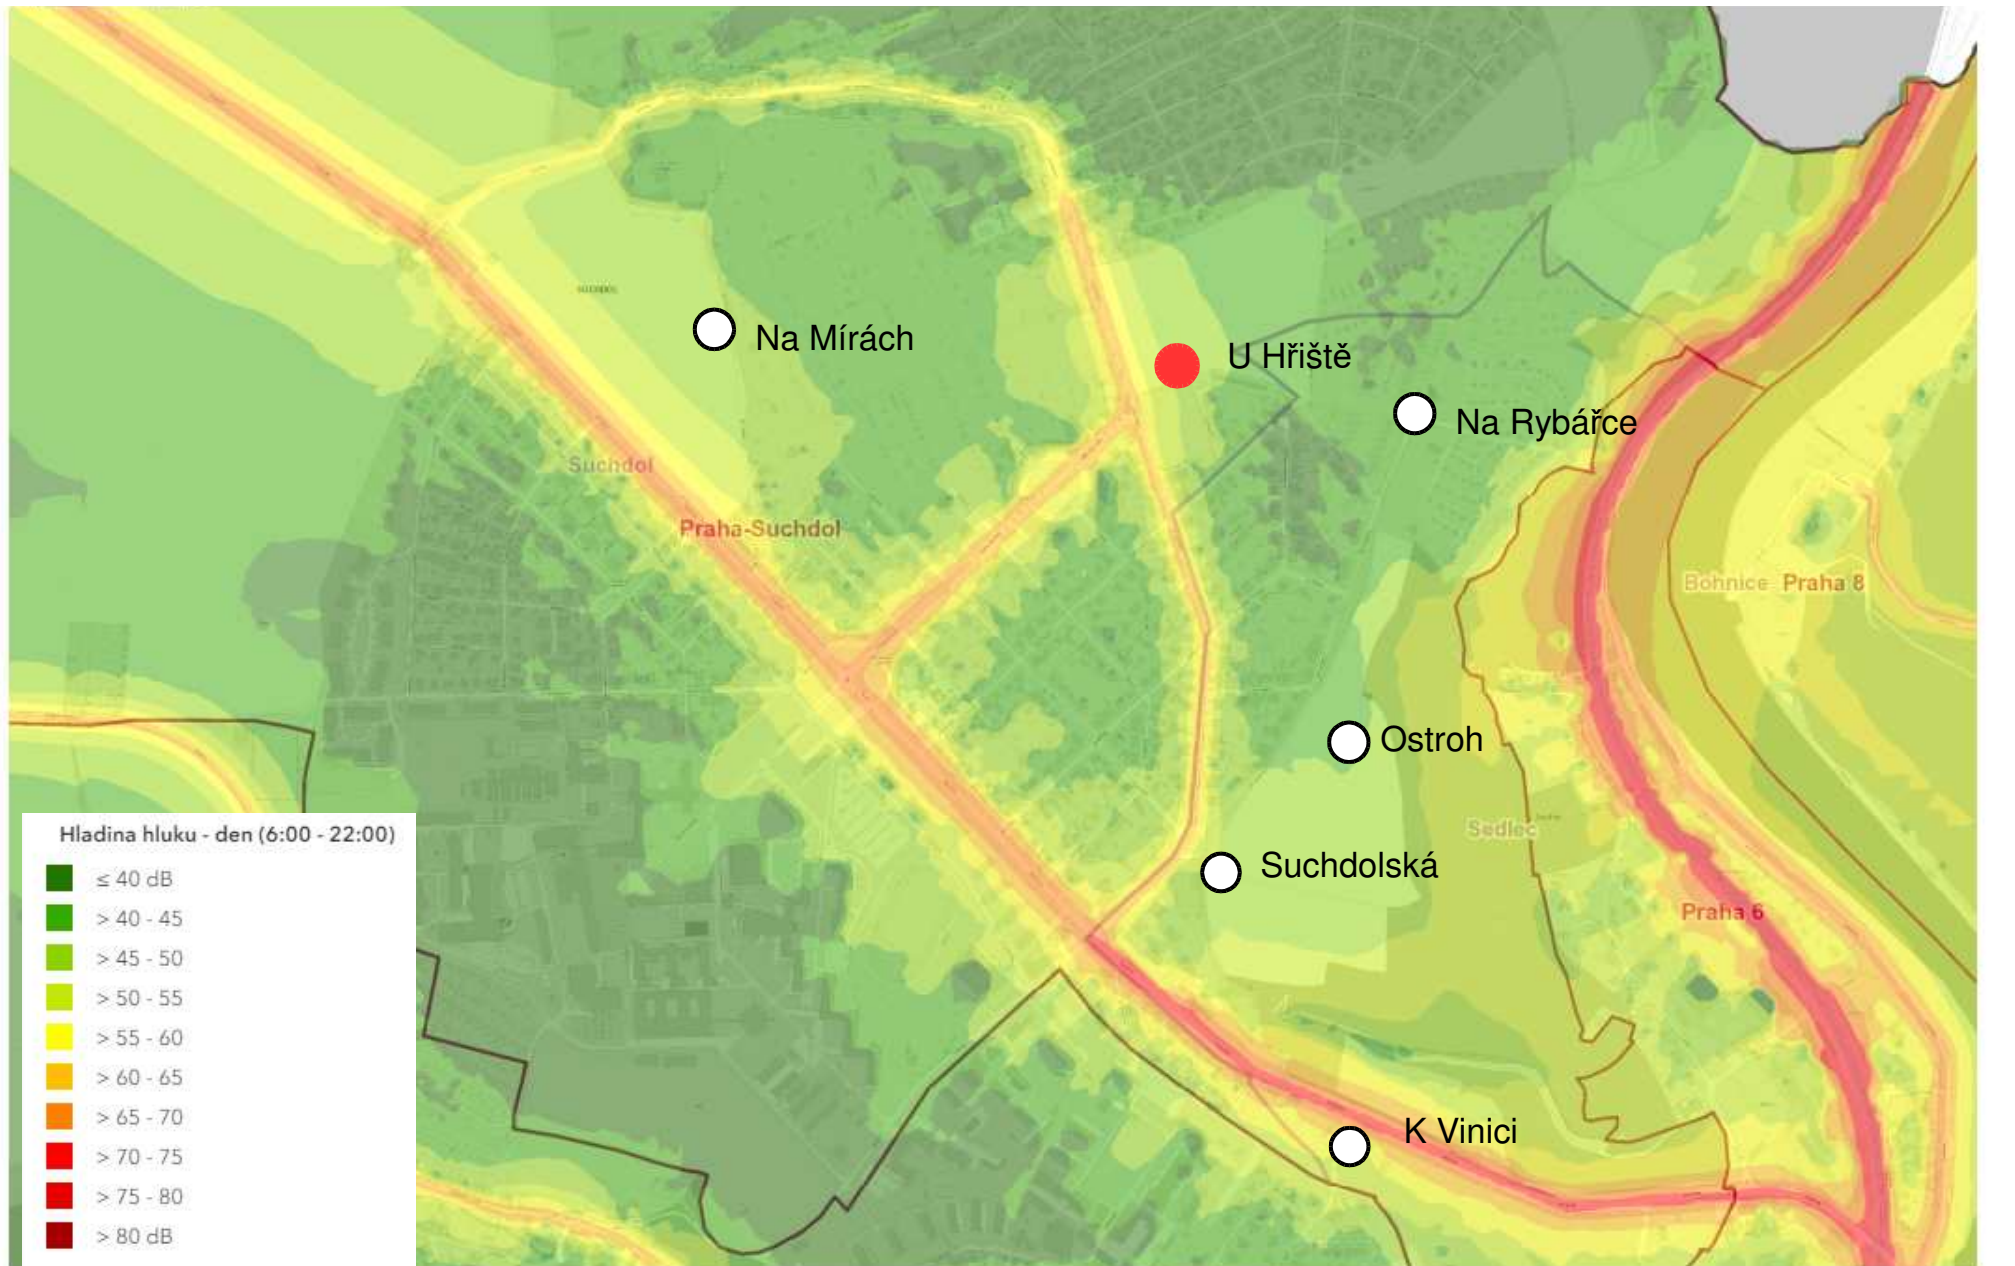 Na Mírách
U Hřiště
Na Rybářce
Suchdol
Praha-Suchdol
Bohnice Praha 8
Ostroh
Sedlec
Suchdolská
Praha 6
K Vinici
Hladina hluku - den (6:00 - 22:00)
≤ 40 dB
> 40 - 45
> 45 - 50
> 50 - 55
> 55 - 60
> 60 - 65
> 65 - 70
> 70 - 75
> 75 - 80
> 80 dB